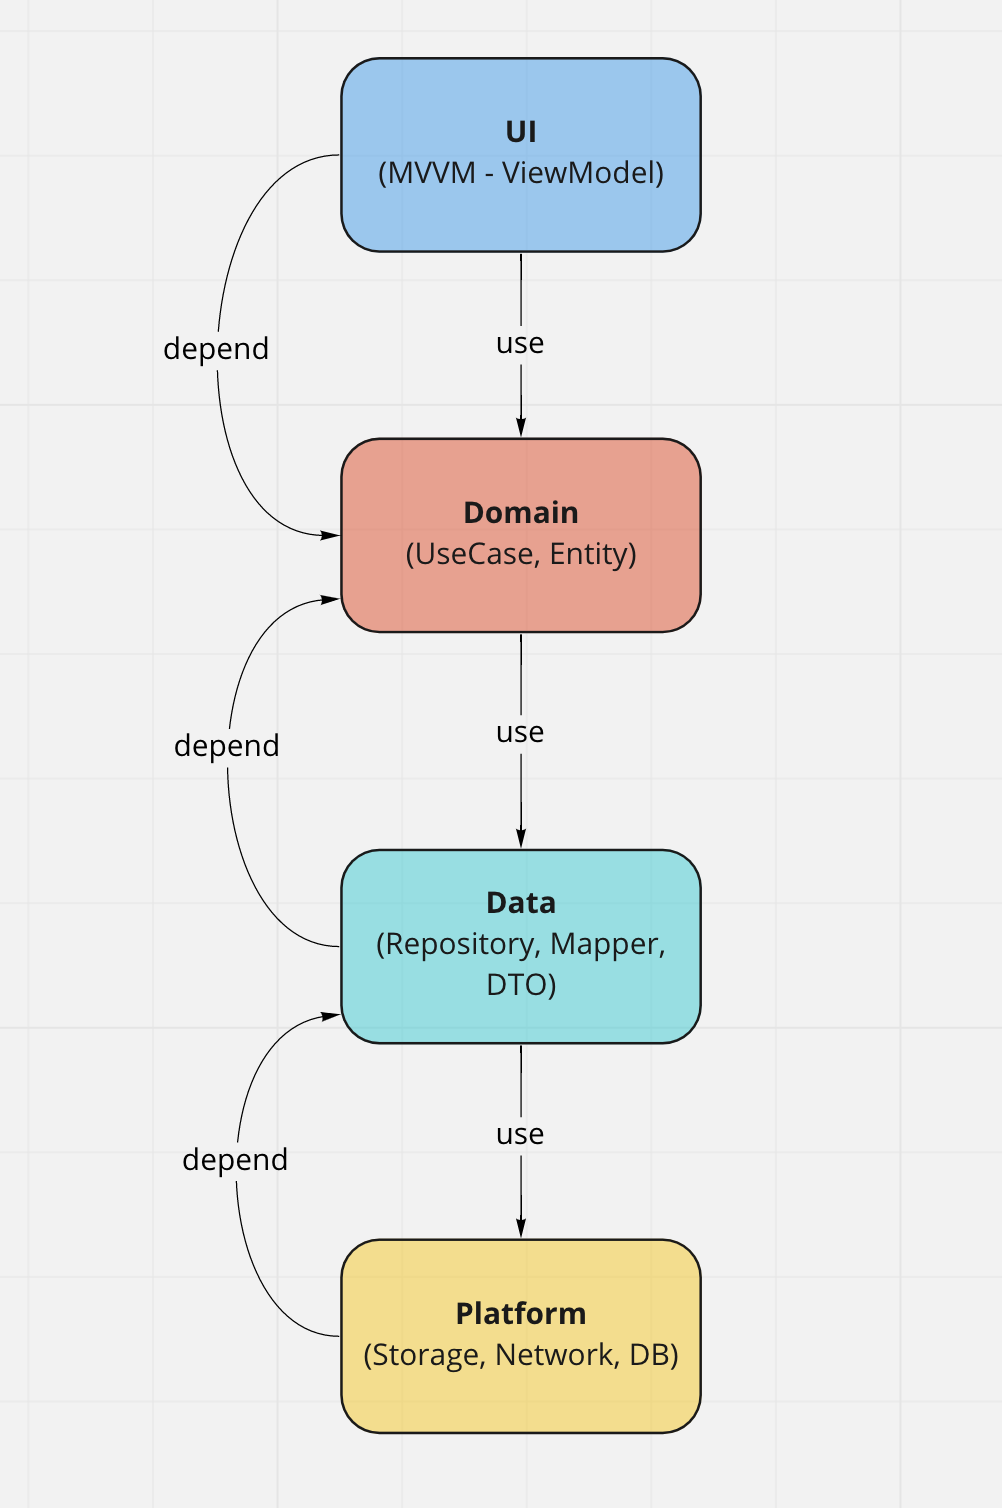 UI
(MVVM - ViewModel)
depend
use
Domain
(UseCase, Entity)
depend
use
Data
(Repository, Mapper,
DTO)
depend
use
Platform
(Storage, Network, DB)